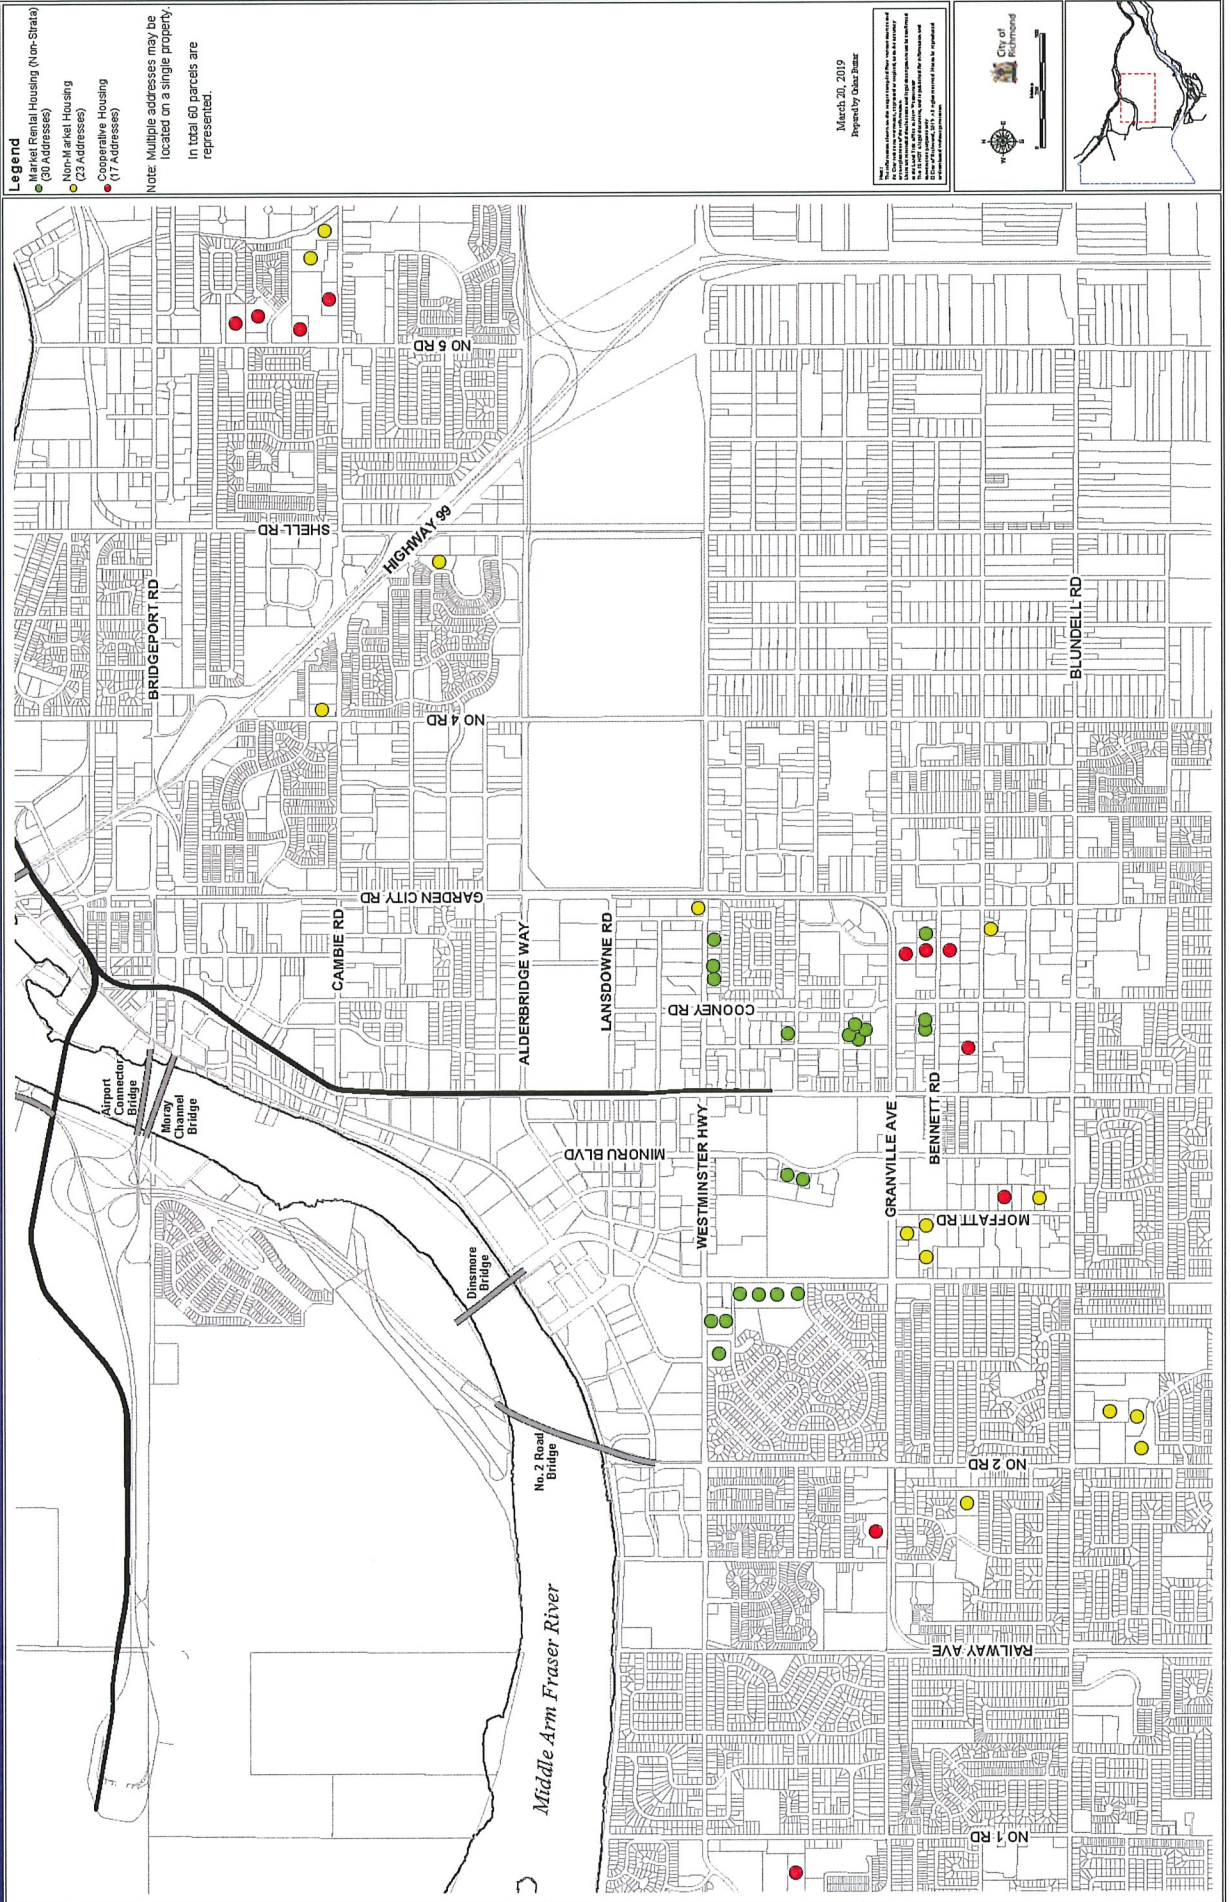 Legend
Market Rental Housing (Non-Strata)
(30 Addresses)
Non-Market Housing
(23 Addresses)
Cooperative Housing
(17 Addresses)
Note: Multiple addresses may be
located on a single property.
In total 60 parcels are
represented.
March 20, 2019
Prepared by
City of
Richmond
N
W
E
S
BRIDGEPORT RD
SHELL RD
NO 5 RD
HIGHWAY 99
NO 4 RD
GARDEN CITY RD
CAMBIE RD
ALDERBRIDGE WAY
LANSDOWNE RD
COONEY RD
BLUNDELL RD
Airport
Connector
Bridge
Moray
Channel
Bridge
MINORU BLVD
WESTMINSTER HWY
GRANVILLE AVE
BENNETT RD
MOFFATT RD
Dinsmore
Bridge
No. 2 Road
Bridge
NO 2 RD
Middle Arm Fraser River
RAILWAY AVE
NO 1 RD